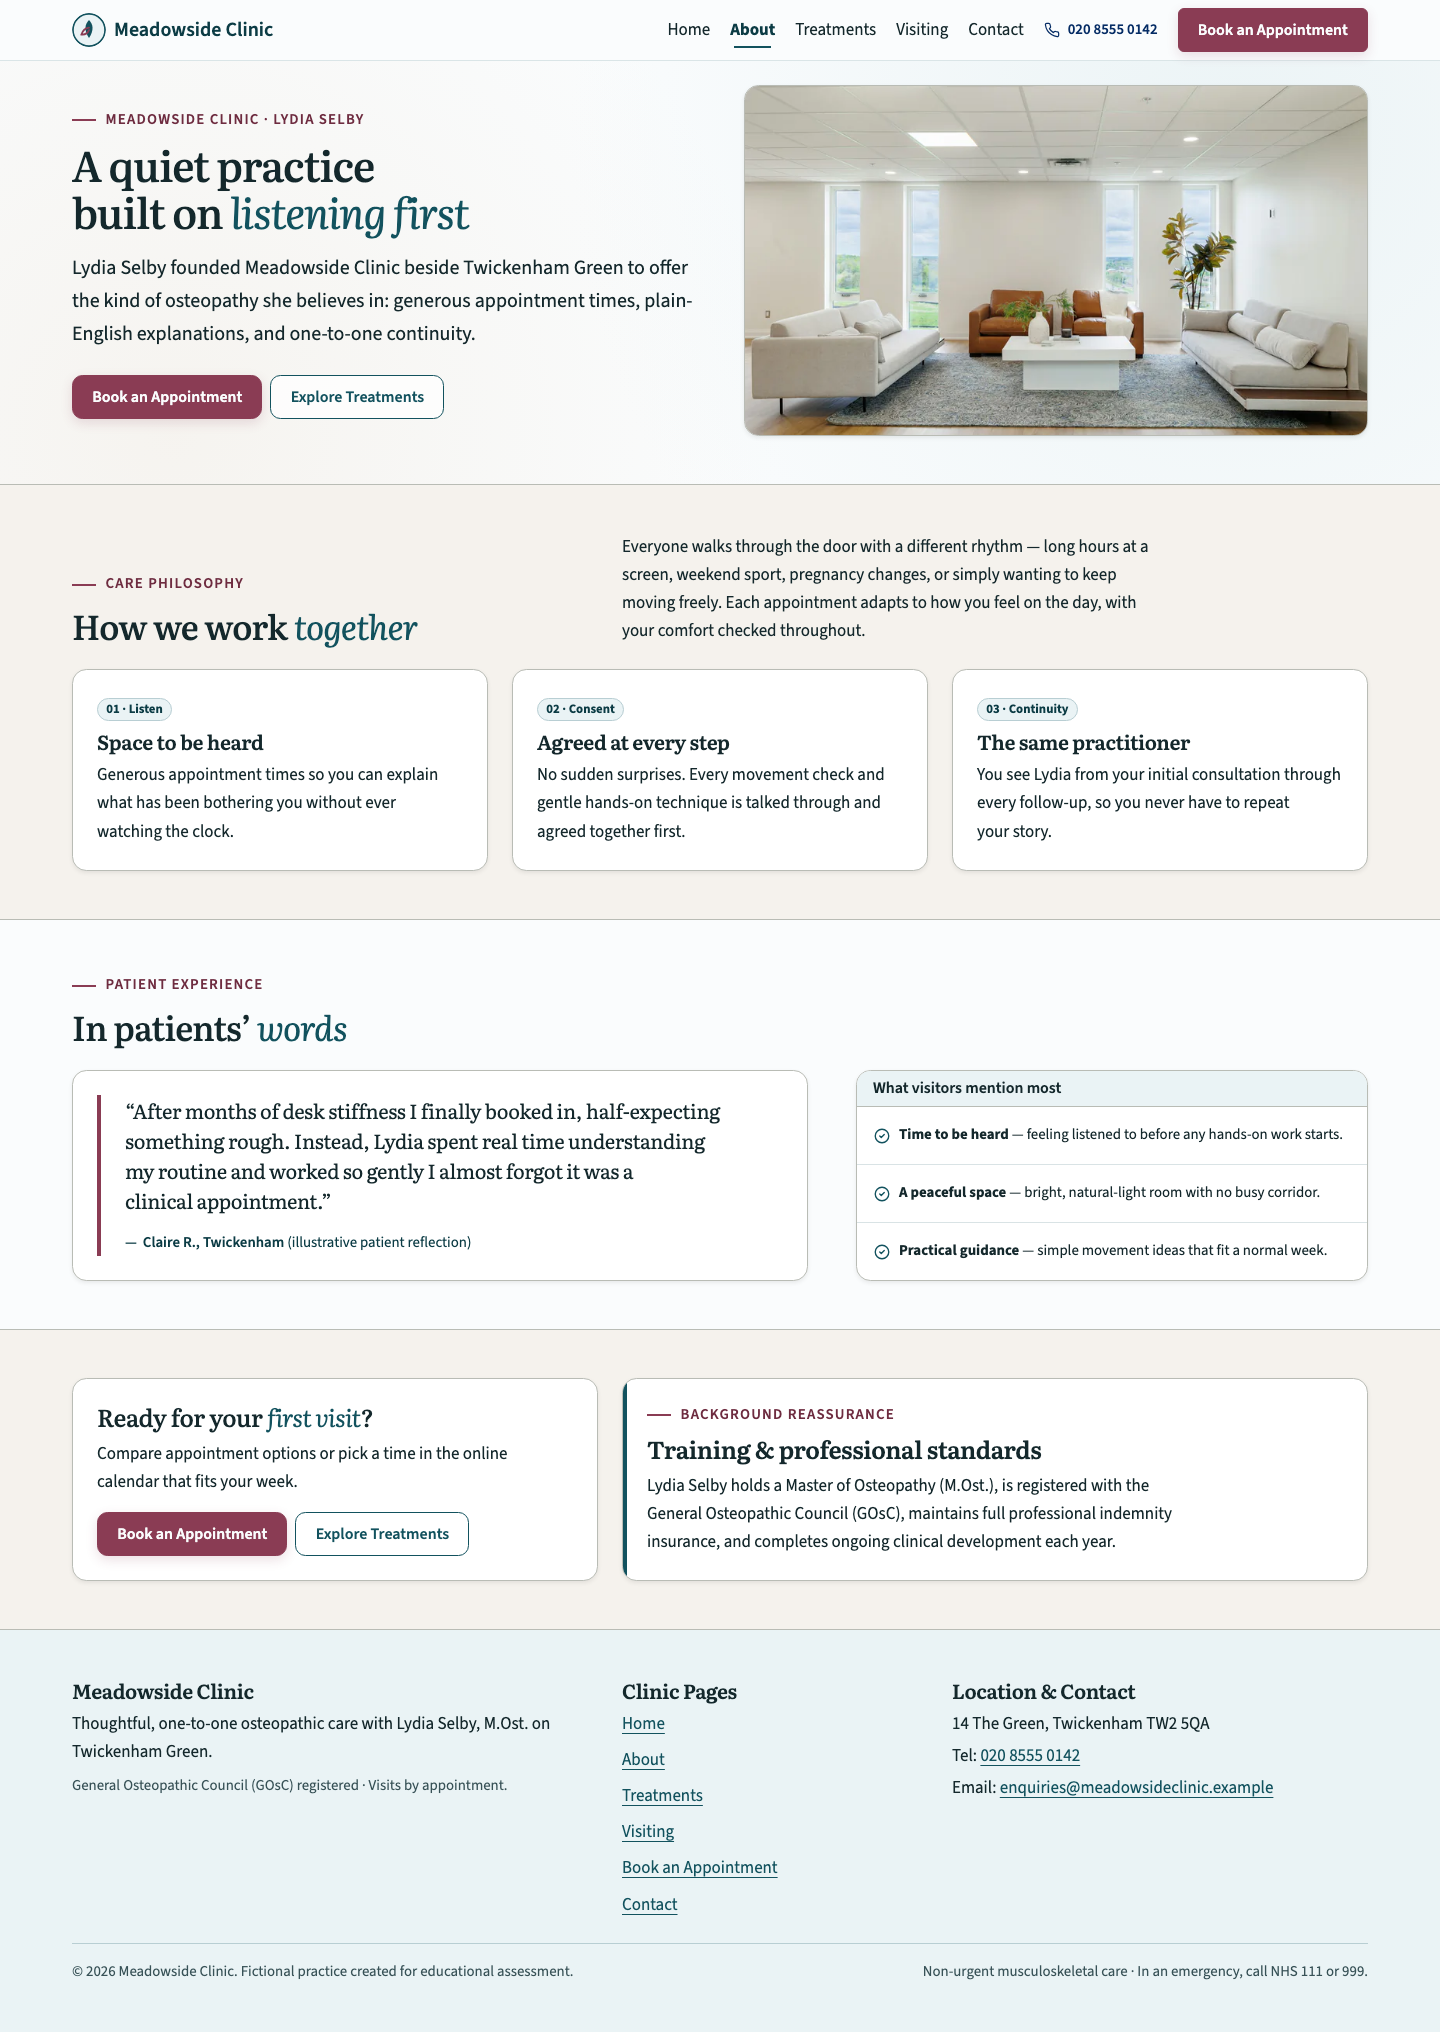 Meadowside Clinic
Home
About
Treatments
Visiting
Contact
020 8555 0142
Book an Appointment
MEADOWSIDE CLINIC · LYDIA SELBY
A quiet practice
built on listening first
Lydia Selby founded Meadowside Clinic beside Twickenham Green to offer
the kind of osteopathy she believes in: generous appointment times, plain-
English explanations, and one-to-one continuity.
Book an Appointment
Explore Treatments
CARE PHILOSOPHY
How we work together
Everyone walks through the door with a different rhythm — long hours at a
screen, weekend sport, pregnancy changes, or simply wanting to keep
moving freely. Each appointment adapts to how you feel on the day, with
your comfort checked throughout.
01 · Listen
Space to be heard
Generous appointment times so you can explain
what has been bothering you without ever
watching the clock.
02 · Consent
Agreed at every step
No sudden surprises. Every movement check and
gentle hands-on technique is talked through and
agreed together first.
03 · Continuity
The same practitioner
You see Lydia from your initial consultation through
every follow-up, so you never have to repeat
your story.
PATIENT EXPERIENCE
In patients’ words
“After months of desk stiffness I finally booked in, half-expecting
something rough. Instead, Lydia spent real time understanding
my routine and worked so gently I almost forgot it was a
clinical appointment.”
— Claire R., Twickenham (illustrative patient reflection)
What visitors mention most
Time to be heard — feeling listened to before any hands-on work starts.
A peaceful space — bright, natural-light room with no busy corridor.
Practical guidance — simple movement ideas that fit a normal week.
Ready for your first visit?
Compare appointment options or pick a time in the online
calendar that fits your week.
Book an Appointment
Explore Treatments
BACKGROUND REASSURANCE
Training & professional standards
Lydia Selby holds a Master of Osteopathy (M.Ost.), is registered with the
General Osteopathic Council (GOsC), maintains full professional indemnity
insurance, and completes ongoing clinical development each year.
Meadowside Clinic
Thoughtful, one-to-one osteopathic care with Lydia Selby, M.Ost. on
Twickenham Green.
General Osteopathic Council (GOsC) registered · Visits by appointment.
Clinic Pages
Home
About
Treatments
Visiting
Book an Appointment
Contact
Location & Contact
14 The Green, Twickenham TW2 5QA
Tel: 020 8555 0142
Email: enquiries@meadowsideclinic.example
© 2026 Meadowside Clinic. Fictional practice created for educational assessment.
Non-urgent musculoskeletal care · In an emergency, call NHS 111 or 999.